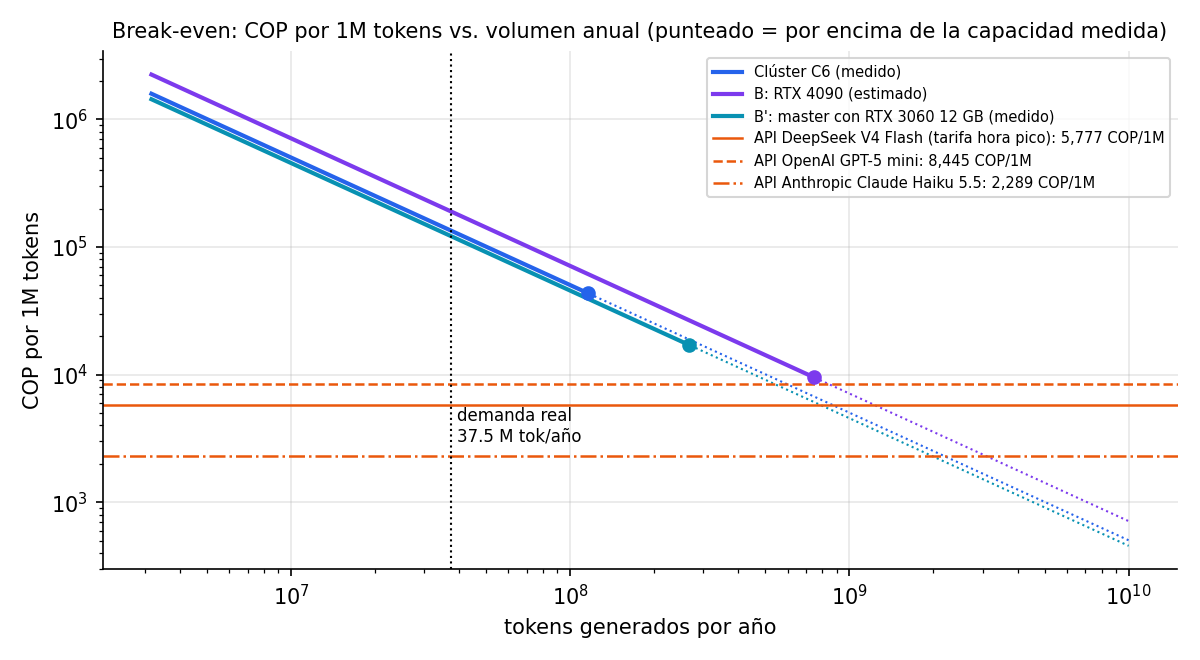 Break-even: COP por 1M tokens vs. volumen anual (punteado = por encima de la capacidad medida)
Clúster C6 (medido)
B: RTX 4090 (estimado)
B': master con RTX 3060 12 GB (medido)
API DeepSeek V4 Flash (tarifa hora pico): 5,777 COP/1M
API OpenAI GPT-5 mini: 8,445 COP/1M
API Anthropic Claude Haiku 5.5: 2,289 COP/1M
COP por 1M tokens
10⁶
10⁵
10⁴
10³
demanda real
37.5 M tok/año
10⁷ 10⁸ 10⁹ 10¹⁰
tokens generados por año